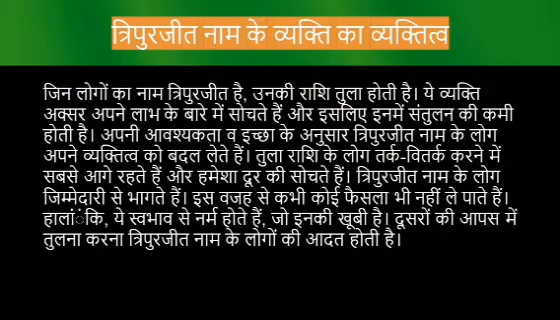 त्रिपुरजीत नाम के व्यक्ति का व्यक्तित्व
जिन लोगों का नाम त्रिपुरजीत है, उनकी राशि तुला होती है। ये व्यक्ति
अक्सर अपने लाभ के बारे में सोचते हैं और इसलिए इनमें संतुलन की कमी
होती है। अपनी आवश्यकता व इच्छा के अनुसार त्रिपुरजीत नाम के लोग
अपने व्यक्तित्व को बदल लेते हैं। तुला राशि के लोग तर्क-वितर्क करने में
सबसे आगे रहते हैं और हमेशा दूर की सोचते हैं। त्रिपुरजीत नाम के लोग
जिम्मेदारी से भागते हैं। इस वजह से कभी कोई फैसला भी नहीं ले पाते हैं।
हालांंकि, ये स्वभाव से नर्म होते हैं, जो इनकी खूबी है। दूसरों की आपस में
तुलना करना त्रिपुरजीत नाम के लोगों की आदत होती है।